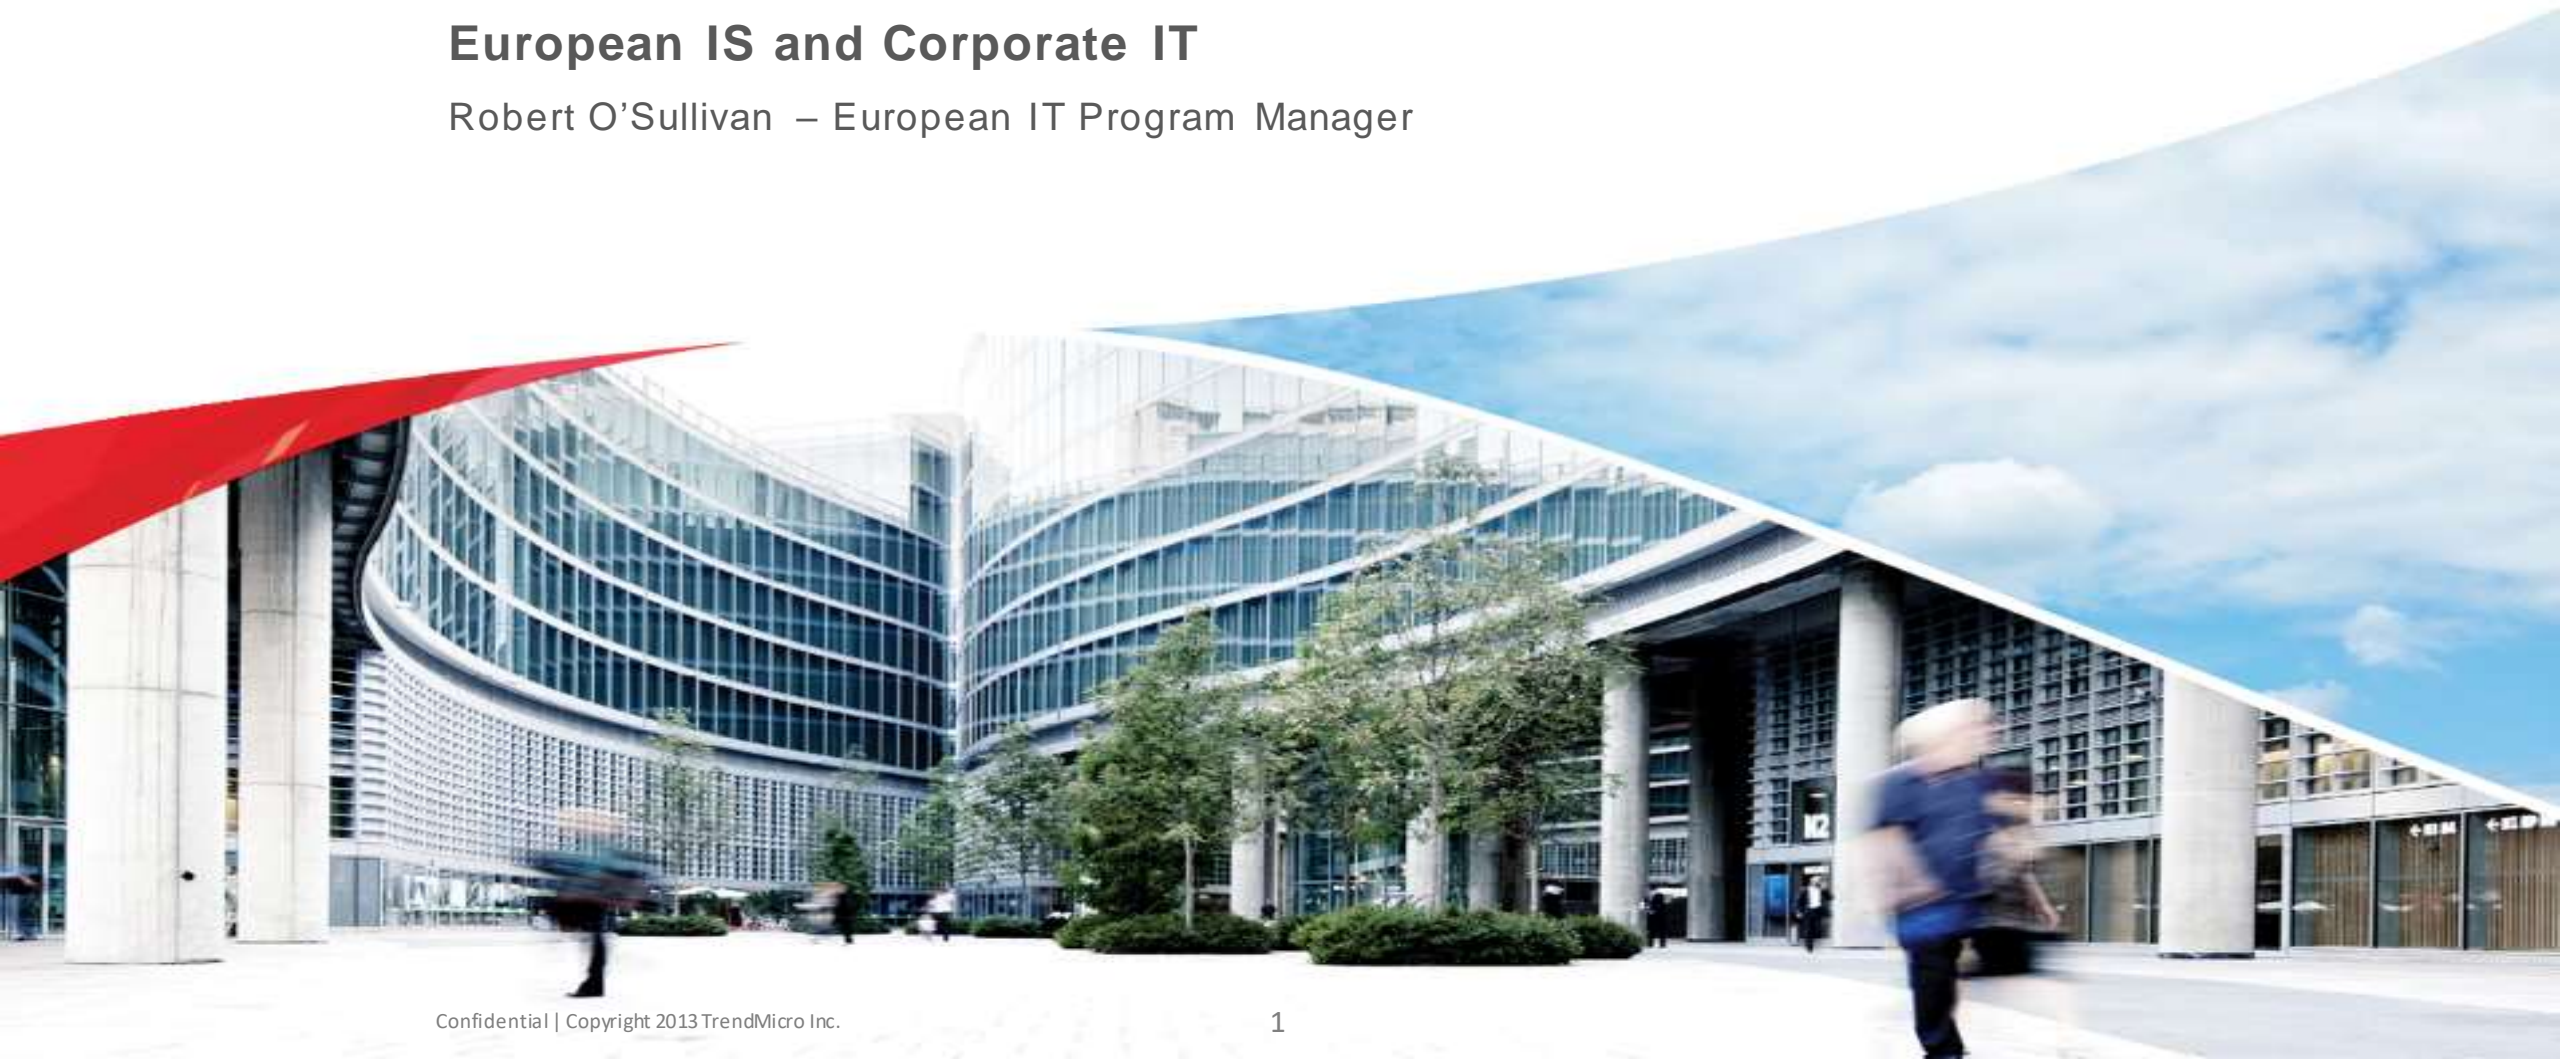 European IS and Corporate IT
Robert O’Sullivan – European IT Program Manager
Confidential | Copyright 2013 TrendMicro Inc.
1